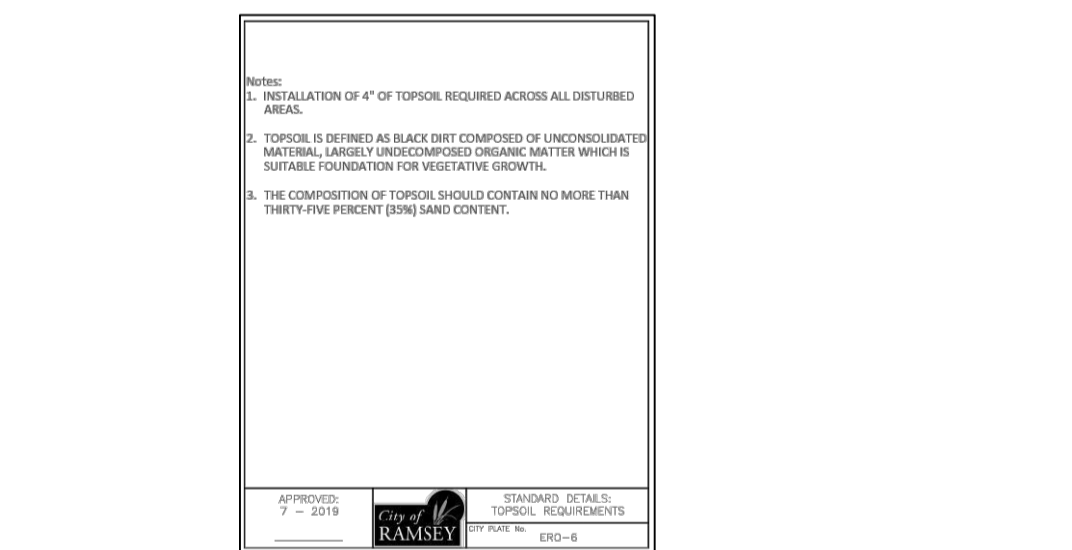 Notes:
1. INSTALLATION OF 4" OF TOPSOIL REQUIRED ACROSS ALL DISTURBED
AREAS.
2. TOPSOIL IS DEFINED AS BLACK DIRT COMPOSED OF UNCONSOLIDATED
MATERIAL, LARGELY UNDECOMPOSED ORGANIC MATTER WHICH IS
SUITABLE FOUNDATION FOR VEGETATIVE GROWTH.
3. THE COMPOSITION OF TOPSOIL SHOULD CONTAIN NO MORE THAN
THIRTY-FIVE PERCENT (35%) SAND CONTENT.
APPROVED:
7 - 2019
City of
RAMSEY
STANDARD DETAILS:
TOPSOIL REQUIREMENTS
CITY PLATE No.
ERO-6